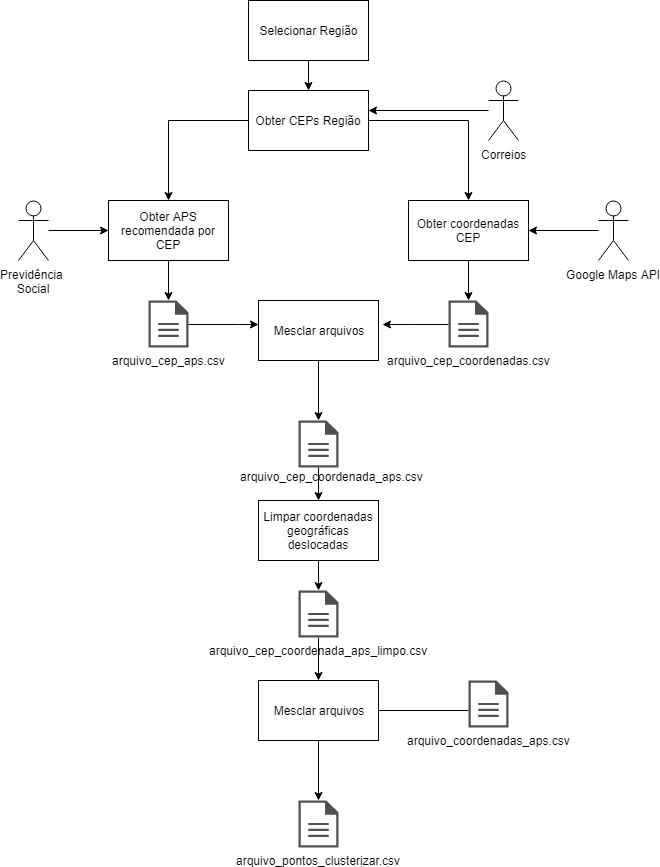 Selecionar Região
Obter CEPs Região
Correios
Obter APS
recomendada por
CEP
Obter coordenadas
CEP
Previdência
Social
Google Maps API
Mesclar arquivos
arquivo_cep_aps.csv
arquivo_cep_coordenadas.csv
arquivo_cep_coordenada_aps.csv
Limpar coordenadas
geográficas
deslocadas
arquivo_cep_coordenada_aps_limpo.csv
Mesclar arquivos
arquivo_coordenadas_aps.csv
arquivo_pontos_clusterizar.csv